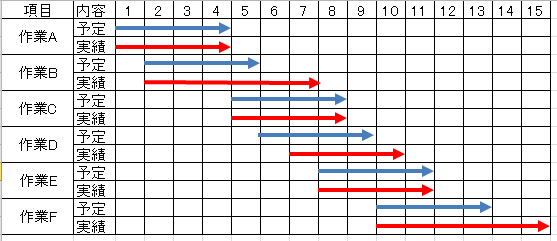 項目 内容 1 2 3 4 5 6 7 8 9 10 11 12 13 14 15
作業A 予定
実績
作業B 予定
実績
作業C 予定
実績
作業D 予定
実績
作業E 予定
実績
作業F 予定
実績